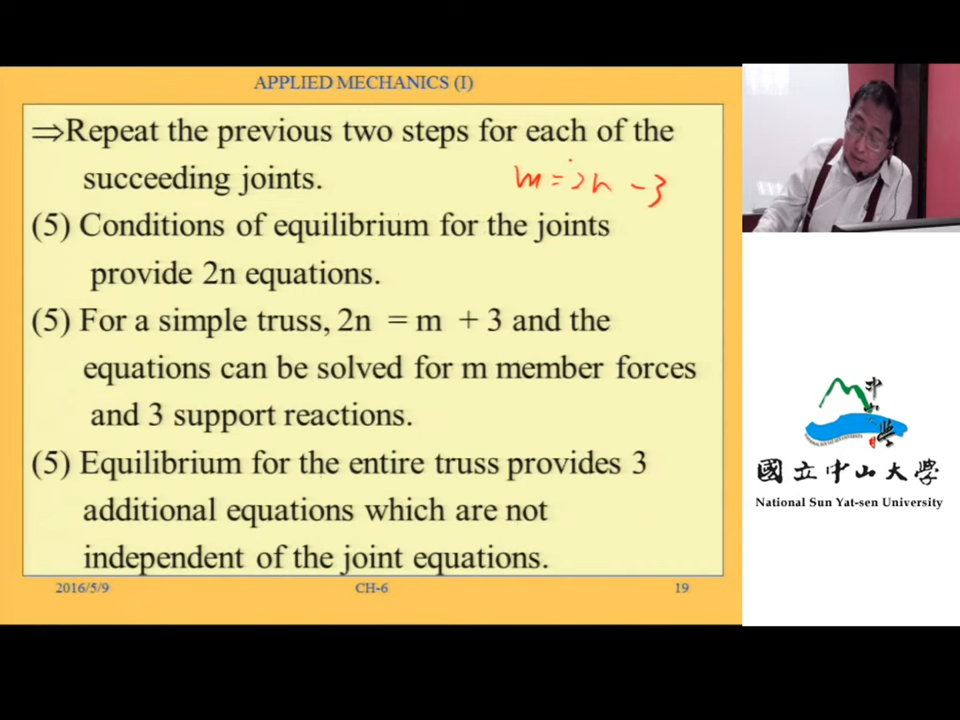 APPLIED MECHANICS (I)
⇒Repeat the previous two steps for each of the
succeeding joints.
m = 2n - 3
(5) Conditions of equilibrium for the joints
provide 2n equations.
(5) For a simple truss, 2n = m + 3 and the
equations can be solved for m member forces
and 3 support reactions.
(5) Equilibrium for the entire truss provides 3
additional equations which are not
independent of the joint equations.
2016/5/9 CH-6 19
中山大學
國立中山大學
National Sun Yat-sen University